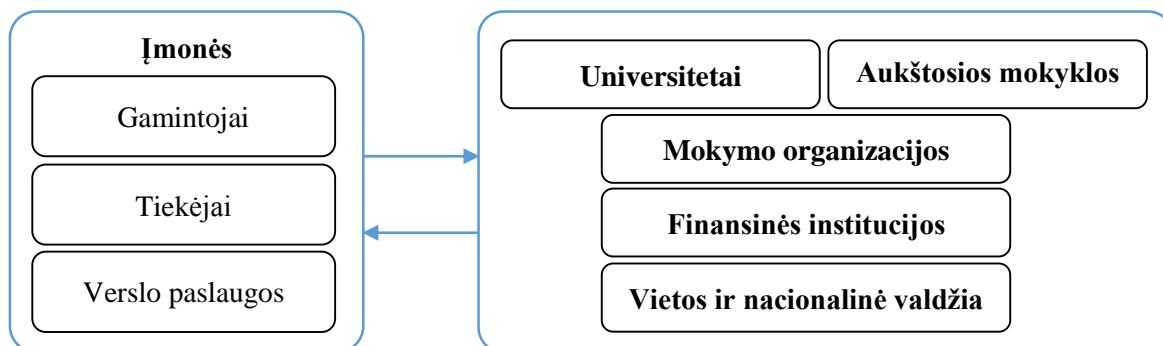 Įmonės
Gamintojai
Tiekėjai
Verslo paslaugos
Universitetai
Aukštosios mokyklos
Mokymo organizacijos
Finansinės institucijos
Vietos ir nacionalinė valdžia